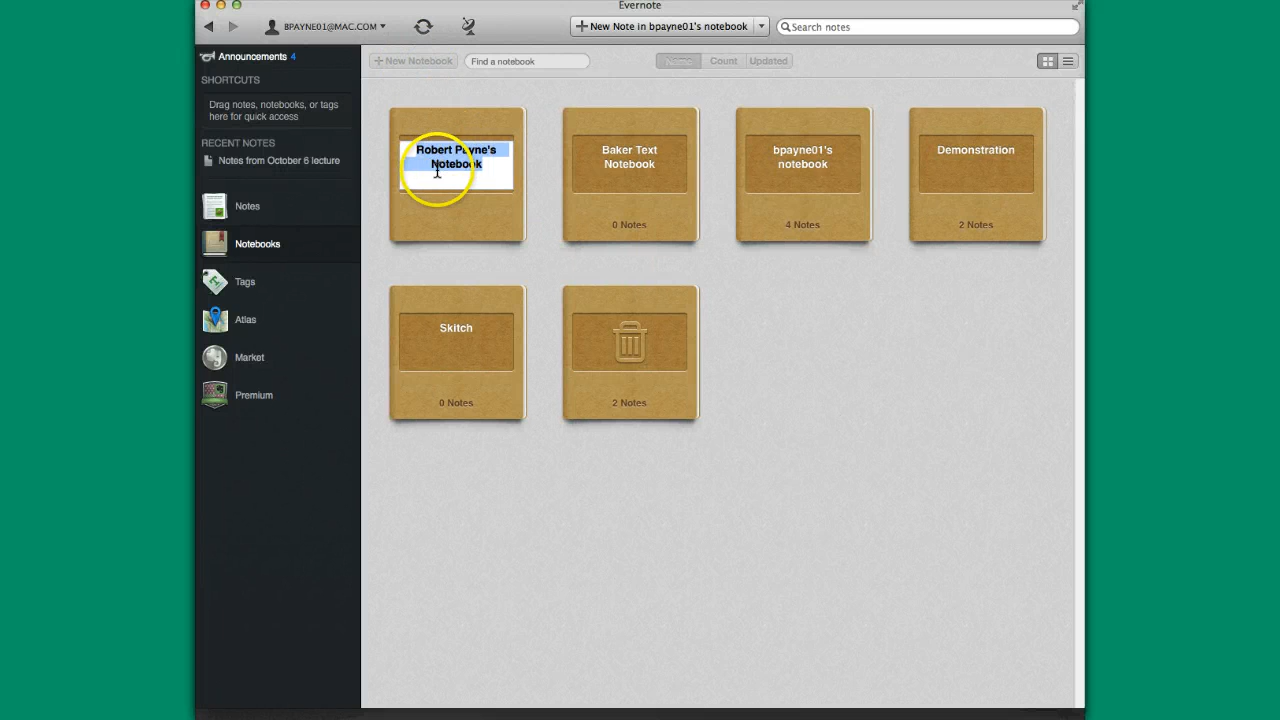 Evernote
BPAYNE01@MAC.COM
New Note in bpayne01's notebook
Search notes
Announcements 4
SHORTCUTS
Drag notes, notebooks, or tags
here for quick access
RECENT NOTES
Notes from October 6 lecture
Notes
Notebooks
Tags
Atlas
Market
Premium
+ New Notebook
Find a notebook
Name
Count
Updated
Robert Payne's
Notebook
Baker Text
Notebook
0 Notes
bpayne01's
notebook
4 Notes
Demonstration
2 Notes
Skitch
0 Notes
2 Notes